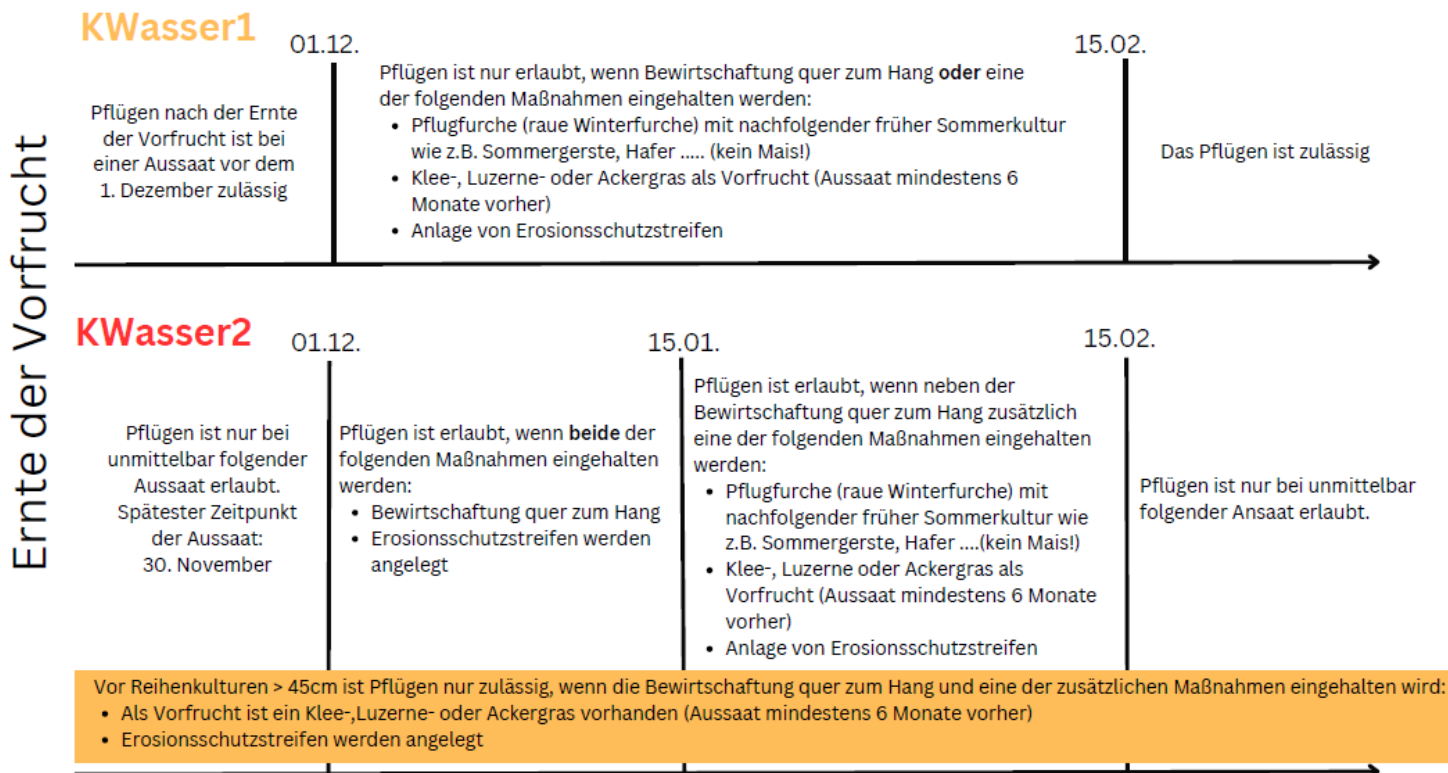 Ernte der Vorfrucht
KWasser1
01.12.
15.02.
Pflügen nach der Ernte
der Vorfrucht ist bei
einer Aussaat vor dem
1. Dezember zulässig
Pflügen ist nur erlaubt, wenn Bewirtschaftung quer zum Hang oder eine
der folgenden Maßnahmen eingehalten werden:
• Pflugfurche (raue Winterfurche) mit nachfolgender früher Sommerkultur
wie z.B. Sommergerste, Hafer ..... (kein Mais!)
• Klee-, Luzerne- oder Ackergras als Vorfrucht (Aussaat mindestens 6
Monate vorher)
• Anlage von Erosionsschutzstreifen
Das Pflügen ist zulässig
KWasser2
01.12.
15.01.
15.02.
Pflügen ist nur bei
unmittelbar folgender
Aussaat erlaubt.
Spätester Zeitpunkt
der Aussaat:
30. November
Pflügen ist erlaubt, wenn beide der
folgenden Maßnahmen eingehalten
werden:
• Bewirtschaftung quer zum Hang
• Erosionsschutzstreifen werden
angelegt
Pflügen ist erlaubt, wenn neben der
Bewirtschaftung quer zum Hang zusätzlich
eine der folgenden Maßnahmen eingehalten
werden:
• Pflugfurche (raue Winterfurche) mit
nachfolgender früher Sommerkultur wie
z.B. Sommergerste, Hafer ....(kein Mais!)
• Klee-, Luzerne oder Ackergras als
Vorfrucht (Aussaat mindestens 6 Monate
vorher)
• Anlage von Erosionsschutzstreifen
Pflügen ist nur bei unmittelbar
folgender Ansaat erlaubt.
Vor Reihenkulturen > 45cm ist Pflügen nur zulässig, wenn die Bewirtschaftung quer zum Hang und eine der zusätzlichen Maßnahmen eingehalten wird:
• Als Vorfrucht ist ein Klee-,Luzerne- oder Ackergras vorhanden (Aussaat mindestens 6 Monate vorher)
• Erosionsschutzstreifen werden angelegt